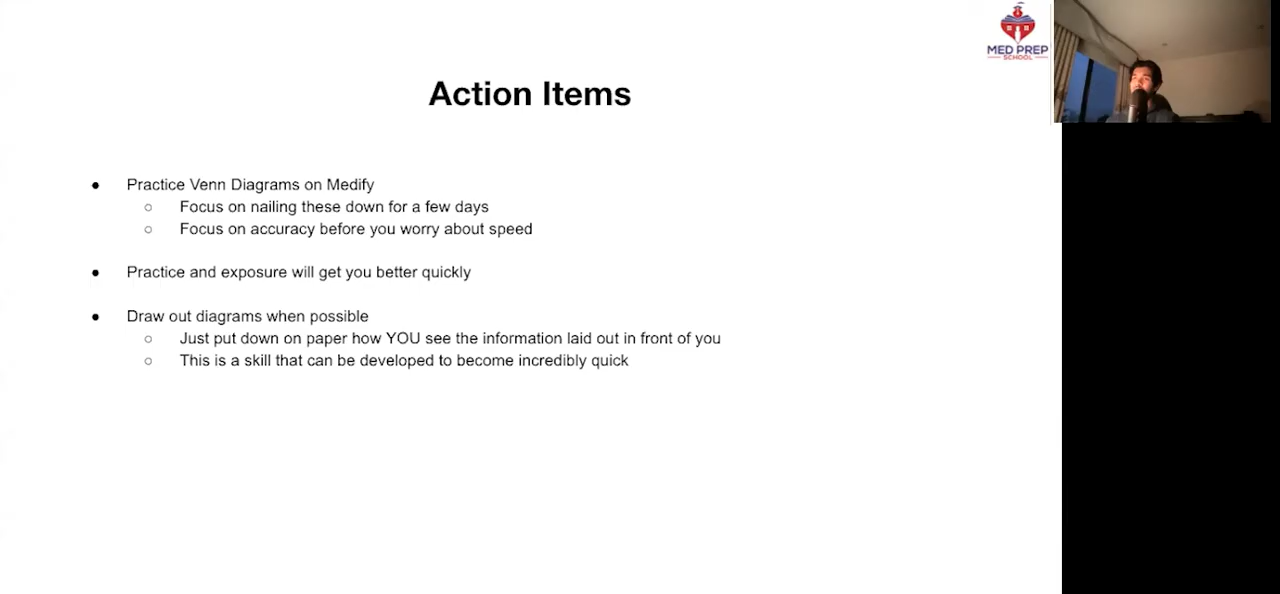 MED PREP
SCHOOL
Action Items
● Practice Venn Diagrams on Medify
○ Focus on nailing these down for a few days
○ Focus on accuracy before you worry about speed
● Practice and exposure will get you better quickly
● Draw out diagrams when possible
○ Just put down on paper how YOU see the information laid out in front of you
○ This is a skill that can be developed to become incredibly quick